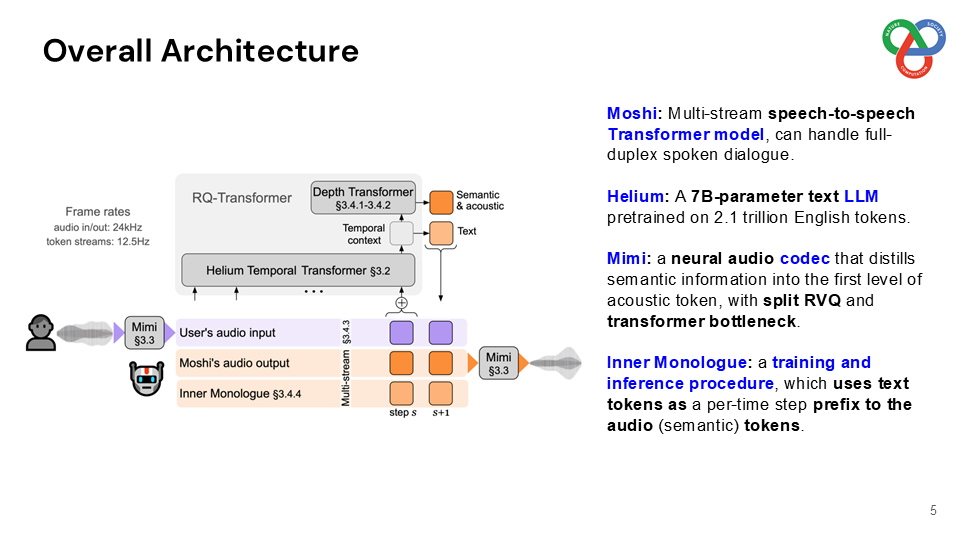 Overall Architecture
NATURE
SOCIETY
COMPUTATION
RQ-Transformer
Depth Transformer
§3.4.1-3.4.2
Semantic
& acoustic
Frame rates
audio in/out: 24kHz
token streams: 12.5Hz
Temporal
context
Text
Helium Temporal Transformer §3.2
• • •
Mimi
§3.3
User's audio input
§3.4.3
Moshi's audio output
Multi-stream
Mimi
§3.3
Inner Monologue §3.4.4
step s
s+1
Moshi: Multi-stream speech-to-speech
Transformer model, can handle full-
duplex spoken dialogue.
Helium: A 7B-parameter text LLM
pretrained on 2.1 trillion English tokens.
Mimi: a neural audio codec that distills
semantic information into the first level of
acoustic token, with split RVQ and
transformer bottleneck.
Inner Monologue: a training and
inference procedure, which uses text
tokens as a per-time step prefix to the
audio (semantic) tokens.
5